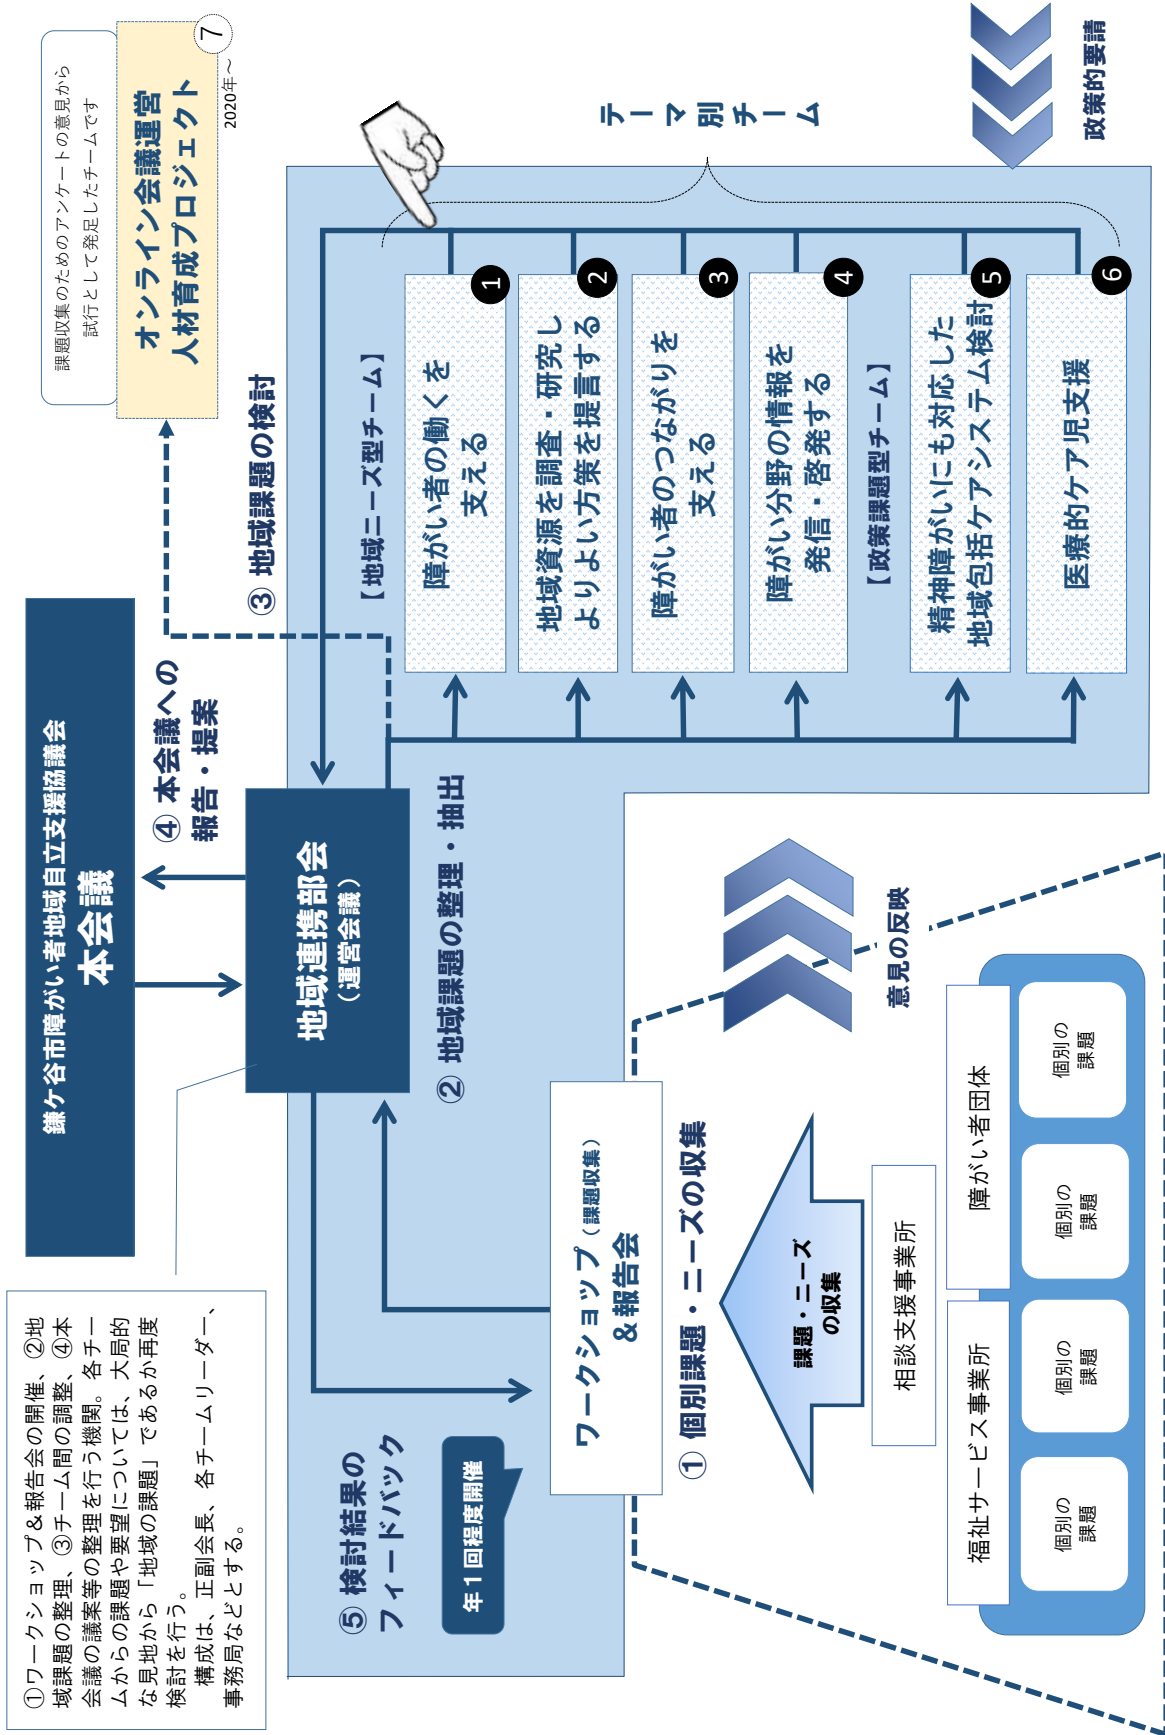 鎌ケ谷市障がい者地域自立支援協議会
本会議
①ワークショップ＆報告会の開催、②地
域課題の整理、③チーム間の調整、④本
会議の議案等の整理を行う機関。各チー
ムからの課題や要望については、大局的
な見地から「地域の課題」であるか再度
検討を行う。
構成は、正副会長、各チームリーダー、
事務局などとする。
④ 本会議への
報告・提案
地域連携部会
（運営会議）
③ 地域課題の検討
課題収集のためのアンケートの意見から
試行として発足したチームです
オンライン会議運営
人材育成プロジェクト
7
2020年～
⑤ 検討結果の
フィードバック
年１回程度開催
② 地域課題の整理・抽出
ワークショップ（課題収集）
＆報告会
① 個別課題・ニーズの収集
課題・ニーズ
の収集
相談支援事業所
福祉サービス事業所
障がい者団体
個別の
課題
個別の
課題
個別の
課題
個別の
課題
意見の反映
【地域ニーズ型チーム】
障がい者の働くを
支える
1
地域資源を調査・研究し
よりよい方策を提言する
2
障がい者のつながりを
支える
3
障がい分野の情報を
発信・啓発する
4
【政策課題型チーム】
精神障がいにも対応した
地域包括ケアシステム検討
5
医療的ケア児支援
6
テーマ別チーム
政策的要請